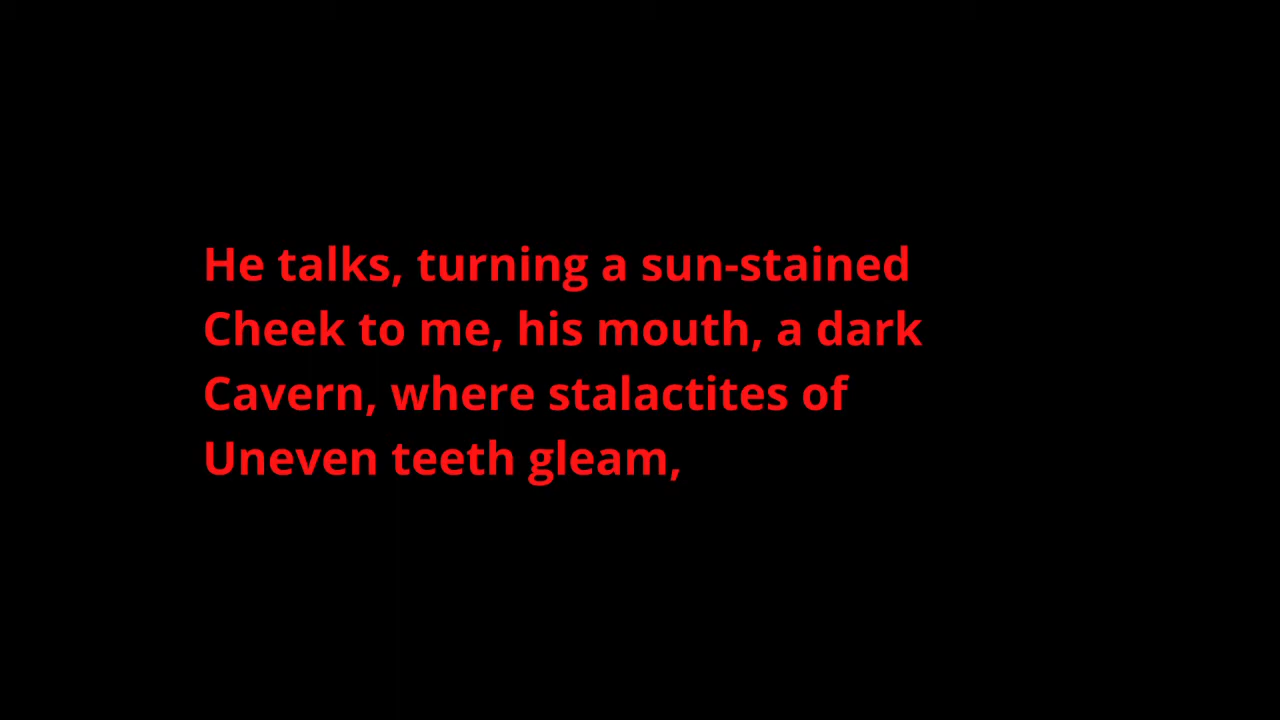 He talks, turning a sun-stained
Cheek to me, his mouth, a dark
Cavern, where stalactites of
Uneven teeth gleam,